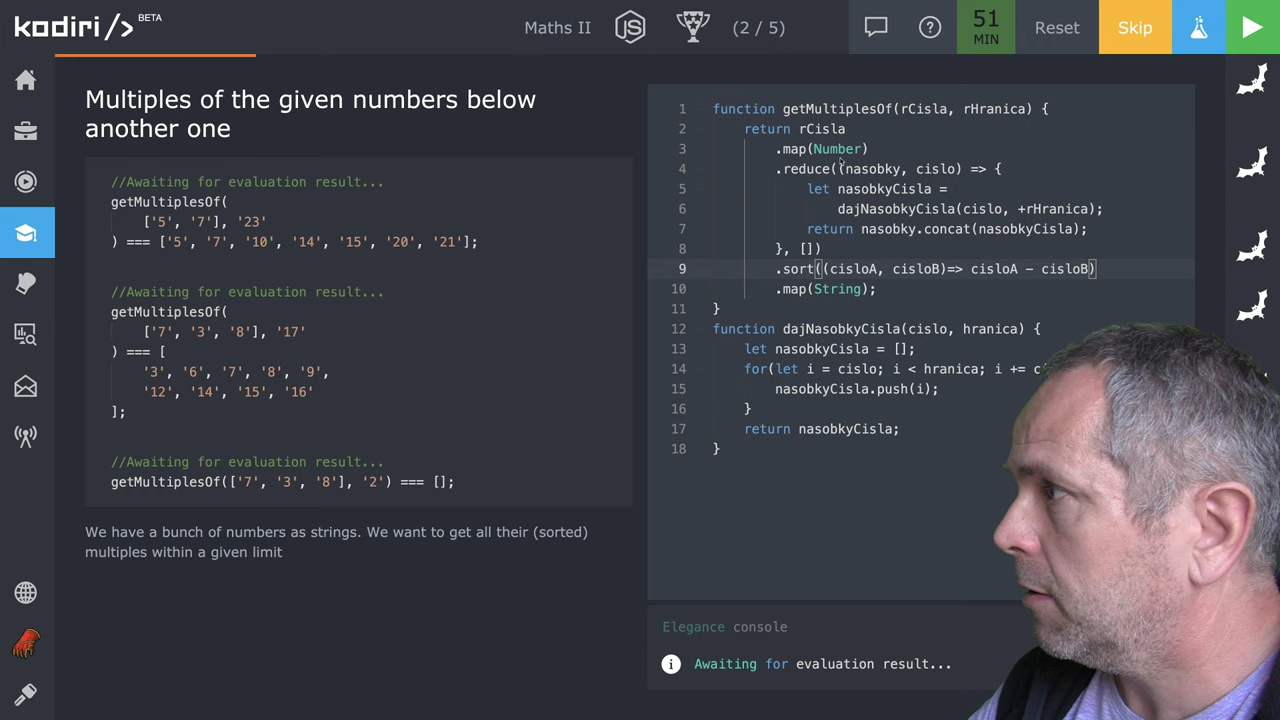 kodiri /> BETA
Maths II
JS
(2 / 5)
51
MIN
Reset
Skip
Multiples of the given numbers below
another one
//Awaiting for evaluation result...
getMultiplesOf(
['5', '7'], '23'
) === ['5', '7', '10', '14', '15', '20', '21'];
//Awaiting for evaluation result...
getMultiplesOf(
['7', '3', '8'], '17'
) === [
'3', '6', '7', '8', '9',
'12', '14', '15', '16'
];
//Awaiting for evaluation result...
getMultiplesOf(['7', '3', '8'], '2') === [];
We have a bunch of numbers as strings. We want to get all their (sorted)
multiples within a given limit
1 function getMultiplesOf(rCisla, rHranica) {
2 return rCisla
3 .map(Number)
4 .reduce((nasobky, cislo) => {
5 let nasobkyCisla =
6 dajNasobkyCisla(cislo, +rHranica);
7 return nasobky.concat(nasobkyCisla);
8 }, [])
9 .sort((cisloA, cisloB)=> cisloA - cisloB)
10 .map(String);
11 }
12 function dajNasobkyCisla(cislo, hranica) {
13 let nasobkyCisla = [];
14 for(let i = cislo; i < hranica; i +=
15 nasobkyCisla.push(i);
16 }
17 return nasobkyCisla;
18 }
Elegance console
i Awaiting for evaluation result...